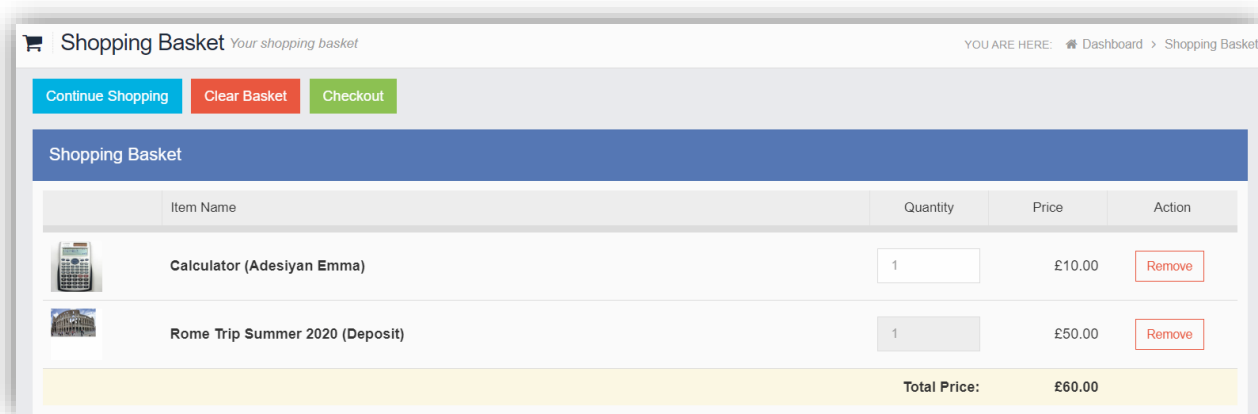 Shopping Basket Your shopping basket YOU ARE HERE: Dashboard > Shopping Basket
Continue Shopping Clear Basket Checkout
Shopping Basket
Item Name Quantity Price Action
Calculator (Adesiyan Emma) 1 £10.00 Remove
Rome Trip Summer 2020 (Deposit) 1 £50.00 Remove
Total Price: £60.00